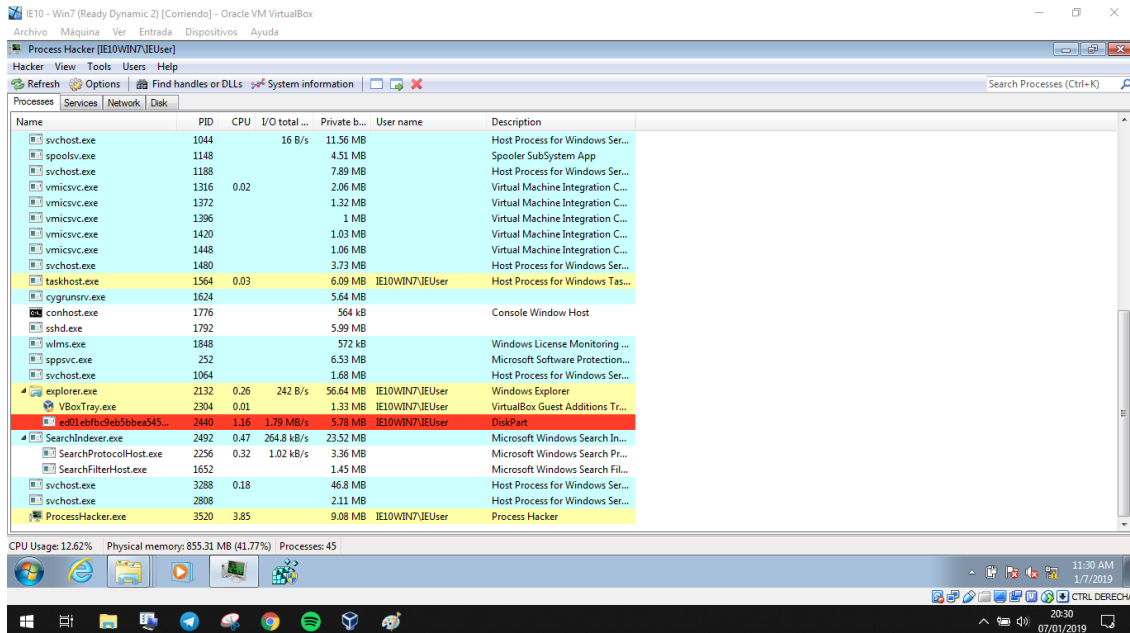 IE10 - Win7 (Ready Dynamic 2) [Corriendo] - Oracle VM VirtualBox
Archivo Máquina Ver Entrada Dispositivos Ayuda
Process Hacker [IE10WIN7\IEUser]
Hacker View Tools Users Help
Refresh Options Find handles or DLLs System information Search Processes (Ctrl+K)
Processes Services Network Disk
Name PID CPU I/O total ... Private b... User name Description
svchost.exe 1044 16 B/s 11.56 MB Host Process for Windows Ser...
spoolsv.exe 1148 4.51 MB Spooler SubSystem App
svchost.exe 1188 7.89 MB Host Process for Windows Ser...
vmicsvc.exe 1316 0.02 2.06 MB Virtual Machine Integration C...
vmicsvc.exe 1372 1.32 MB Virtual Machine Integration C...
vmicsvc.exe 1396 1 MB Virtual Machine Integration C...
vmicsvc.exe 1420 1.03 MB Virtual Machine Integration C...
vmicsvc.exe 1448 1.06 MB Virtual Machine Integration C...
svchost.exe 1480 3.73 MB Host Process for Windows Ser...
taskhost.exe 1564 0.03 6.09 MB IE10WIN7\IEUser Host Process for Windows Tas...
cygrunsrv.exe 1624 5.64 MB
conhost.exe 1776 564 kB Console Window Host
sshd.exe 1792 5.99 MB
wlms.exe 1848 572 kB Windows License Monitoring ...
sppsvc.exe 252 6.53 MB Microsoft Software Protection...
svchost.exe 1064 1.68 MB Host Process for Windows Ser...
explorer.exe 2132 0.26 242 B/s 56.64 MB IE10WIN7\IEUser Windows Explorer
VBoxTray.exe 2304 0.01 1.33 MB IE10WIN7\IEUser VirtualBox Guest Additions Tr...
ed01ebfbc9eb5bbea545... 2440 1.16 1.79 MB/s 5.78 MB IE10WIN7\IEUser DiskPart
SearchIndexer.exe 2492 0.47 264.8 kB/s 23.52 MB Microsoft Windows Search In...
SearchProtocolHost.exe 2256 0.32 1.02 kB/s 3.36 MB Microsoft Windows Search Pr...
SearchFilterHost.exe 1652 1.45 MB Microsoft Windows Search Fil...
svchost.exe 3288 0.18 46.8 MB Host Process for Windows Ser...
svchost.exe 2808 2.11 MB Host Process for Windows Ser...
ProcessHacker.exe 3520 3.85 9.08 MB IE10WIN7\IEUser Process Hacker
CPU Usage: 12.62% Physical memory: 855.31 MB (41.77%) Processes: 45
11:30 AM
1/7/2019
CTRL DERECHA
20:30
07/01/2019